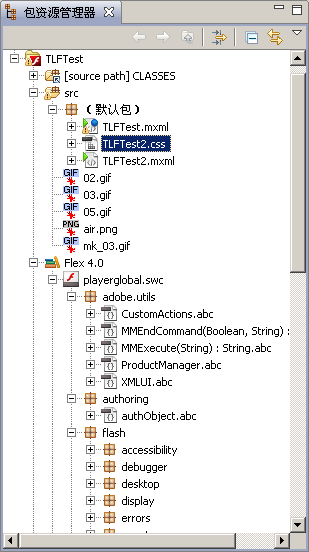 包资源管理器
TLFTest
[source path] CLASSES
src
（默认包）
TLFTest.mxml
TLFTest2.css
TLFTest2.mxml
GIF 02.gif
GIF 03.gif
GIF 05.gif
PNG air.png
GIF mk_03.gif
Flex 4.0
playerglobal.swc
adobe.utils
CustomActions.abc
MMEndCommand(Boolean, String) :
MMExecute(String) : String.abc
ProductManager.abc
XMLUI.abc
authoring
authObject.abc
flash
accessibility
debugger
desktop
display
errors